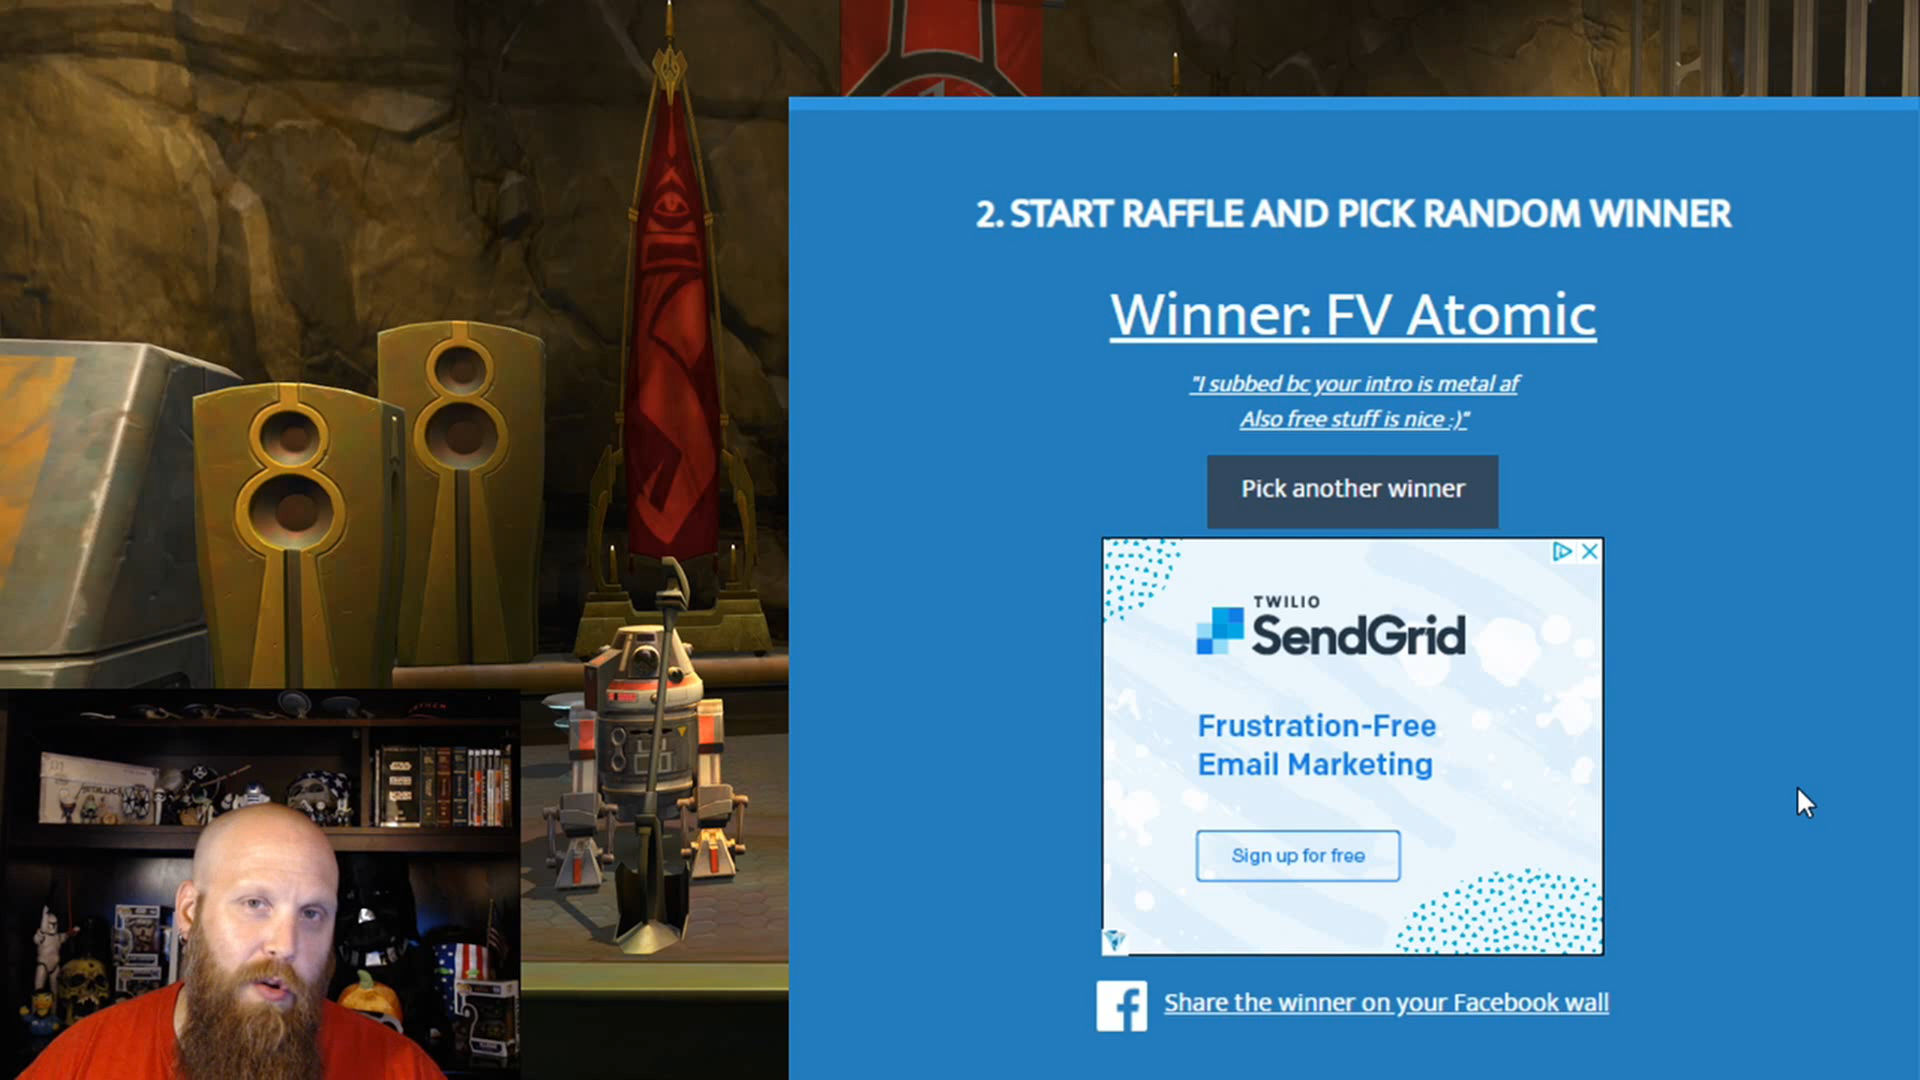 2. START RAFFLE AND PICK RANDOM WINNER
Winner: FV Atomic
"I subbed bc your intro is metal af
Also free stuff is nice :)"
Pick another winner
TWILIO
SendGrid
Frustration-Free
Email Marketing
Sign up for free
Share the winner on your Facebook wall
METALLICA